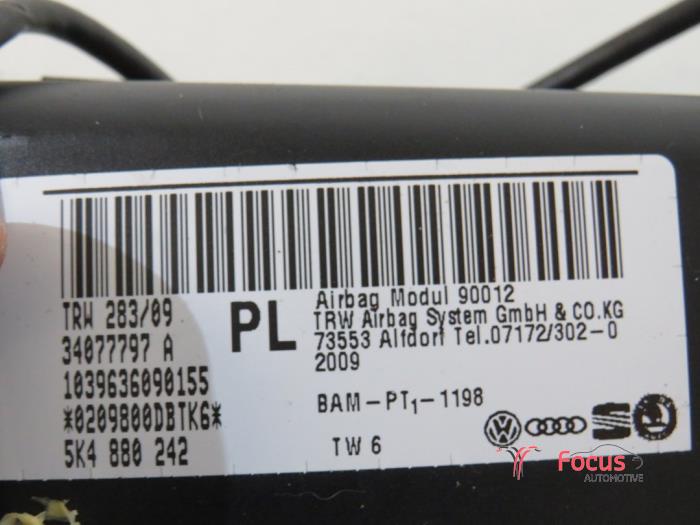 TRW 283/09
34077797 A
1039636090155
*0209800DBTK6*
5K4 880 242
PL
Airbag Modul 90012
TRW Airbag System GmbH & CO.KG
73553 Alfdorf Tel.07172/302-0
2009
BAM-PT1-1198
TW 6
Focus
AUTOMOTIVE